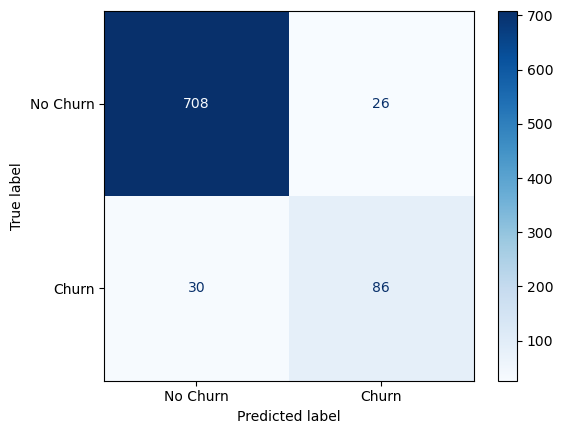 700
No Churn
708
26
600
500
True label
400
300
Churn
30
86
200
100
No Churn
Churn
Predicted label